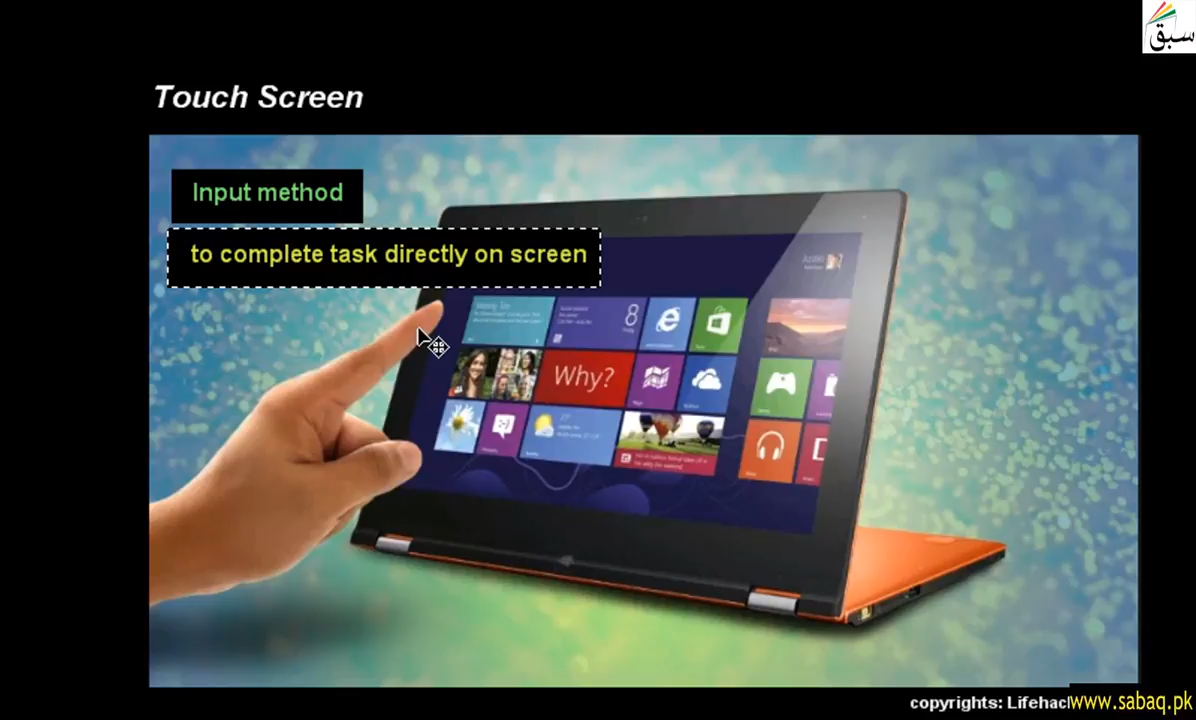 سبق
Touch Screen
Input method
to complete task directly on screen
8
Why?
copyrights: Lifehac
www.sabaq.pk